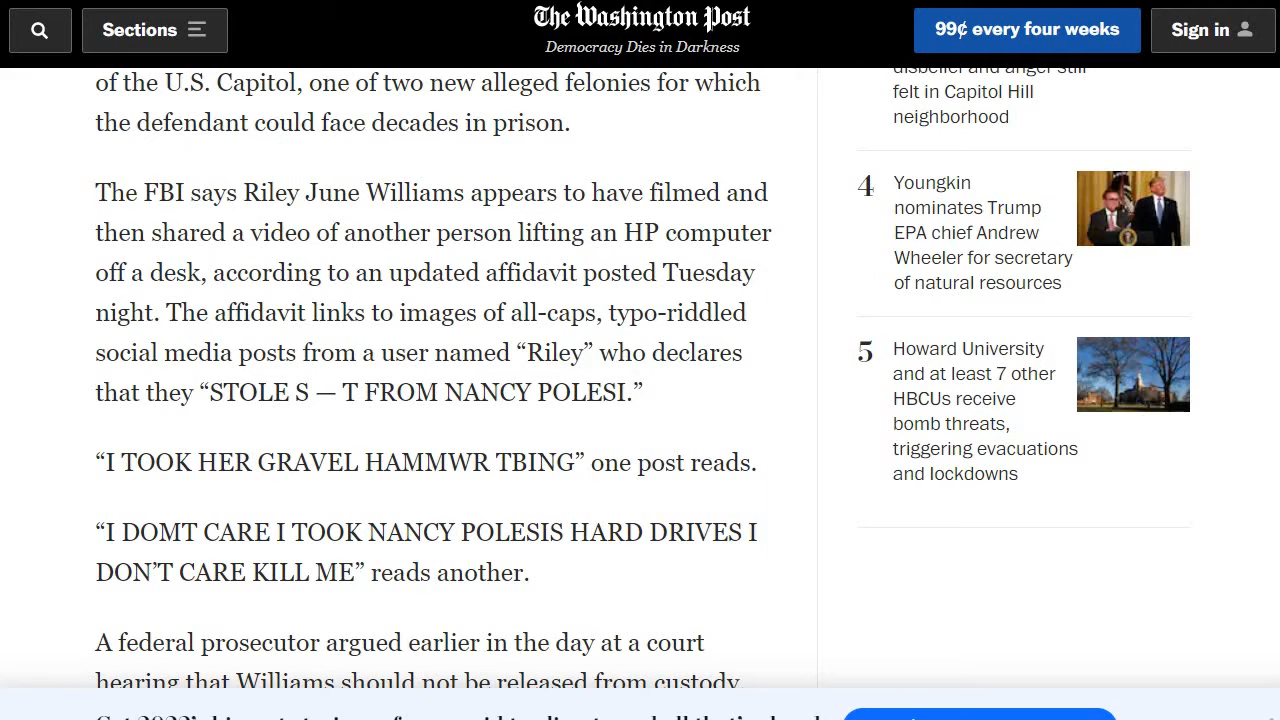 Sections
The Washington Post
Democracy Dies in Darkness
99¢ every four weeks
Sign in
of the U.S. Capitol, one of two new alleged felonies for which
the defendant could face decades in prison.
The FBI says Riley June Williams appears to have filmed and
then shared a video of another person lifting an HP computer
off a desk, according to an updated affidavit posted Tuesday
night. The affidavit links to images of all-caps, typo-riddled
social media posts from a user named “Riley” who declares
that they “STOLE S — T FROM NANCY POLESI.”
“I TOOK HER GRAVEL HAMMWR TBING” one post reads.
“I DOMT CARE I TOOK NANCY POLESIS HARD DRIVES I
DON’T CARE KILL ME” reads another.
A federal prosecutor argued earlier in the day at a court
hearing that Williams should not be released from custody,
disbelief and anger still
felt in Capitol Hill
neighborhood
4
Youngkin
nominates Trump
EPA chief Andrew
Wheeler for secretary
of natural resources
5
Howard University
and at least 7 other
HBCUs receive
bomb threats,
triggering evacuations
and lockdowns